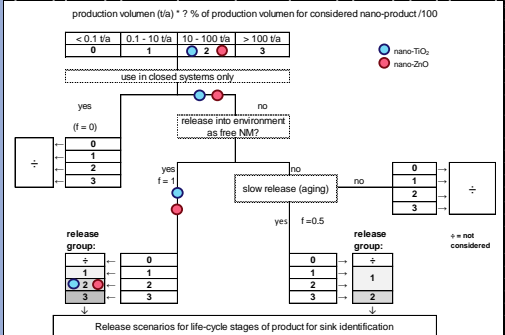 production volumen (t/a) * ? % of production volumen for considered nano-product /100
< 0.1 t/a 0.1 - 10 t/a 10 - 100 t/a > 100 t/a
0 1 2 3
nano-TiO₂
nano-ZnO
use in closed systems only
yes
no
(f = 0)
release into environment
as free NM?
÷
← 0
← 1
← 2
← 3
yes
f = 1
no
slow release (aging)
no
0 →
1 →
2 →
3 →
÷
yes f =0.5
release
group:
÷ ← 0
1 ← 1
2 ← 2
3 ← 3
release
group:
0 → ÷
1 → 1
2 →
3 → 2
÷ = not
considered
↓ ↓
Release scenarios for life-cycle stages of product for sink identification